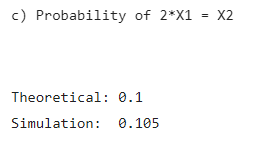 c) Probability of 2*X1 = X2
Theoretical: 0.1
Simulation: 0.105